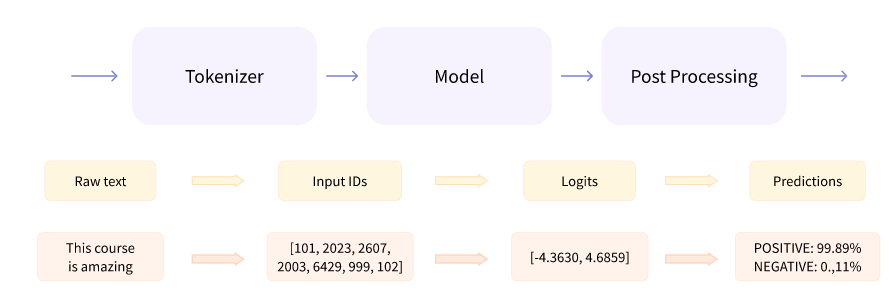 Tokenizer
Model
Post Processing
Raw text
Input IDs
Logits
Predictions
This course
is amazing
[101, 2023, 2607,
2003, 6429, 999, 102]
[-4.3630, 4.6859]
POSITIVE: 99.89%
NEGATIVE: 0.,11%